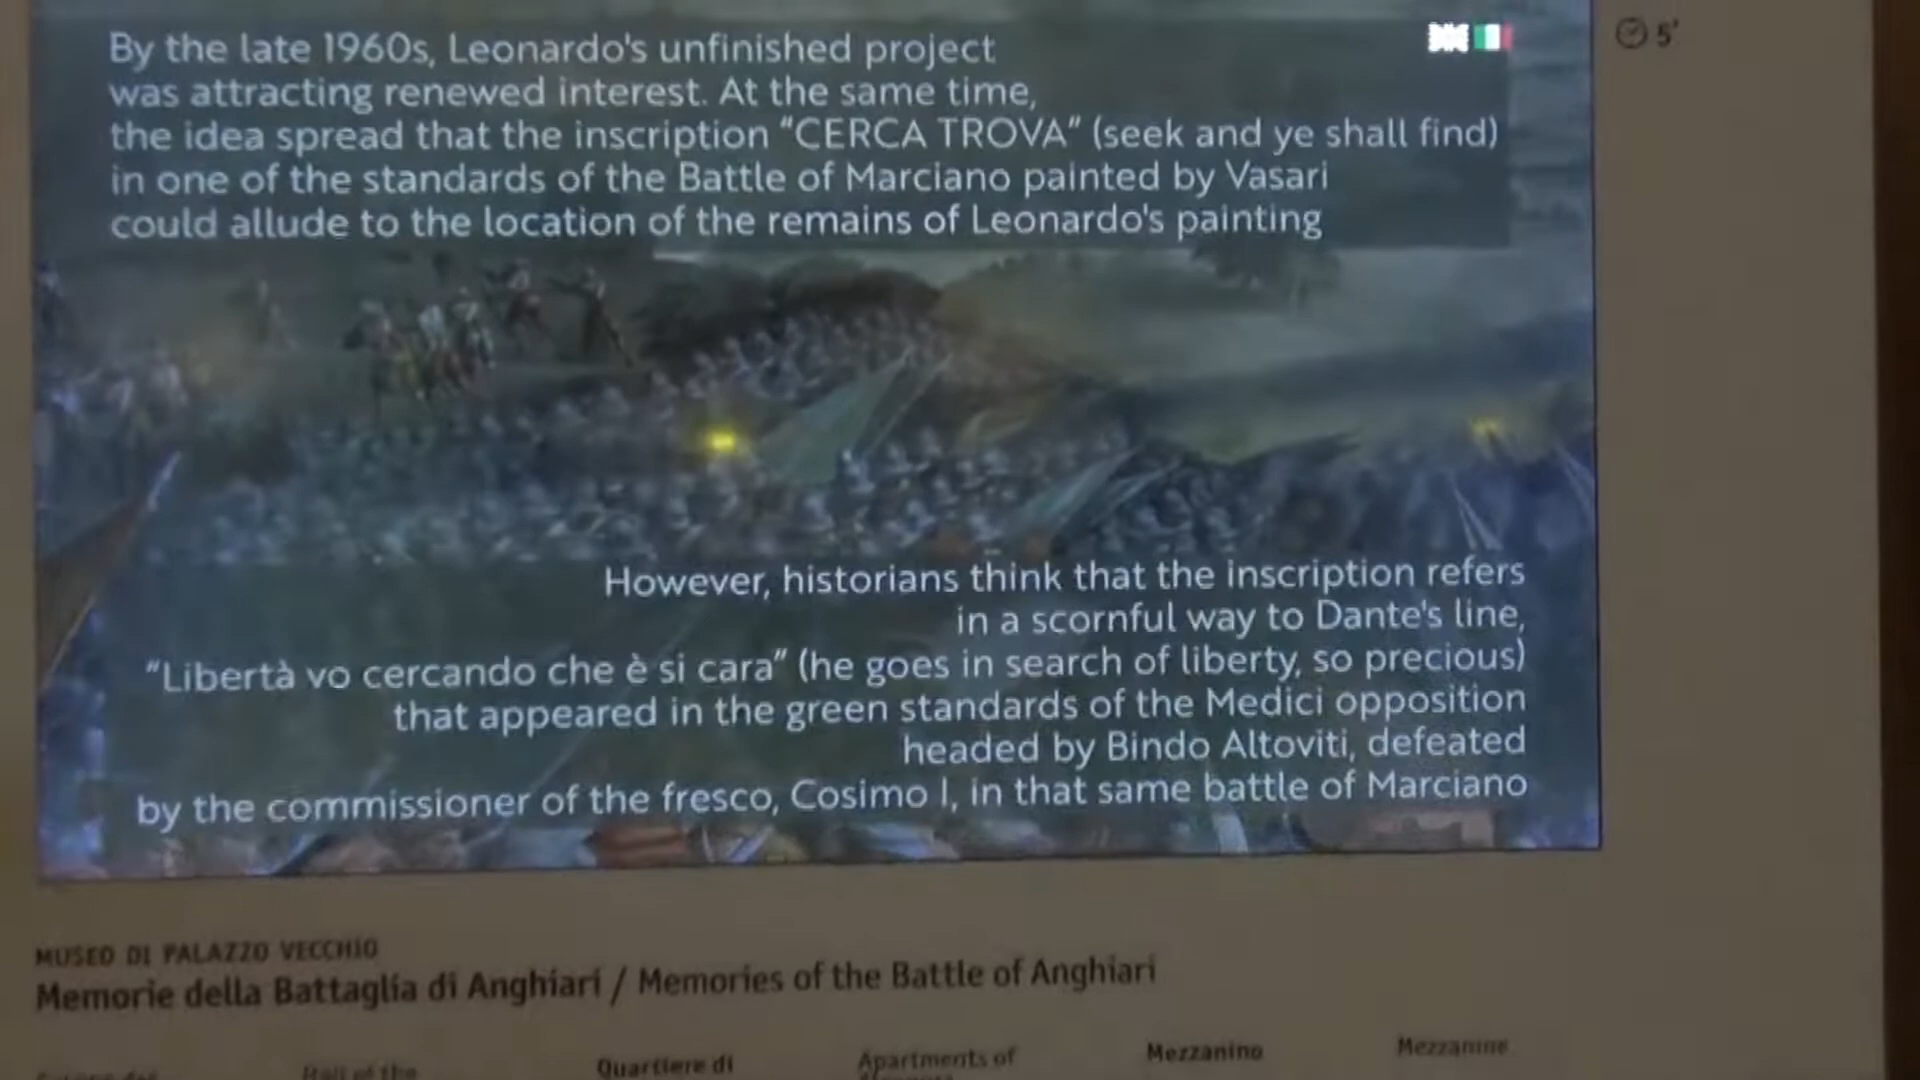 By the late 1960s, Leonardo's unfinished project
was attracting renewed interest. At the same time,
the idea spread that the inscription "CERCA TROVA" (seek and ye shall find)
in one of the standards of the Battle of Marciano painted by Vasari
could allude to the location of the remains of Leonardo's painting
5'
However, historians think that the inscription refers
in a scornful way to Dante's line,
"Libertà vo cercando che è si cara" (he goes in search of liberty, so precious)
that appeared in the green standards of the Medici opposition
headed by Bindo Altoviti, defeated
by the commissioner of the fresco, Cosimo I, in that same battle of Marciano
MUSEO DI PALAZZO VECCHIO
Memorie della Battaglia di Anghiari / Memories of the Battle of Anghiari
Hall of the
Quartiere di
Apartments of
Mezzanino
Mezzanine